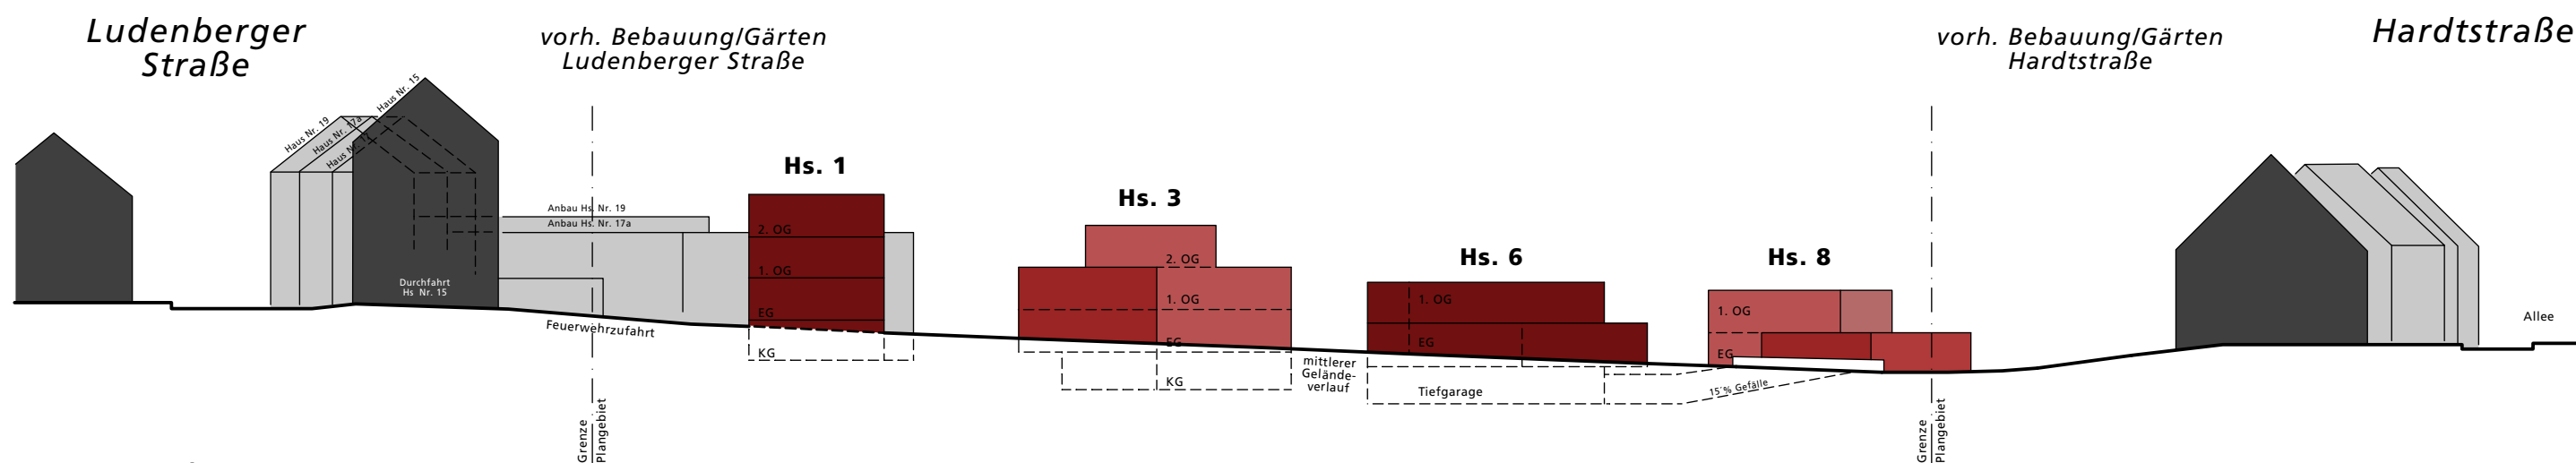 Ludenberger
Straße
vorh. Bebauung/Gärten
Ludenberger Straße
vorh. Bebauung/Gärten
Hardtstraße
Hardtstraße
Haus Nr. 19
Haus Nr. 17a
Haus Nr. 15
Durchfahrt
Hs Nr. 15
Anbau Hs. Nr. 19
Anbau Hs. Nr. 17a
Feuerwehrzufahrt
Grenze
Plangebiet
Hs. 1
2. OG
1. OG
EG
KG
Hs. 3
2. OG
1. OG
EG
KG
mittlerer
Gelände-
verlauf
Hs. 6
1. OG
EG
Tiefgarage
Hs. 8
1. OG
EG
15 % Gefälle
Grenze
Plangebiet
Allee